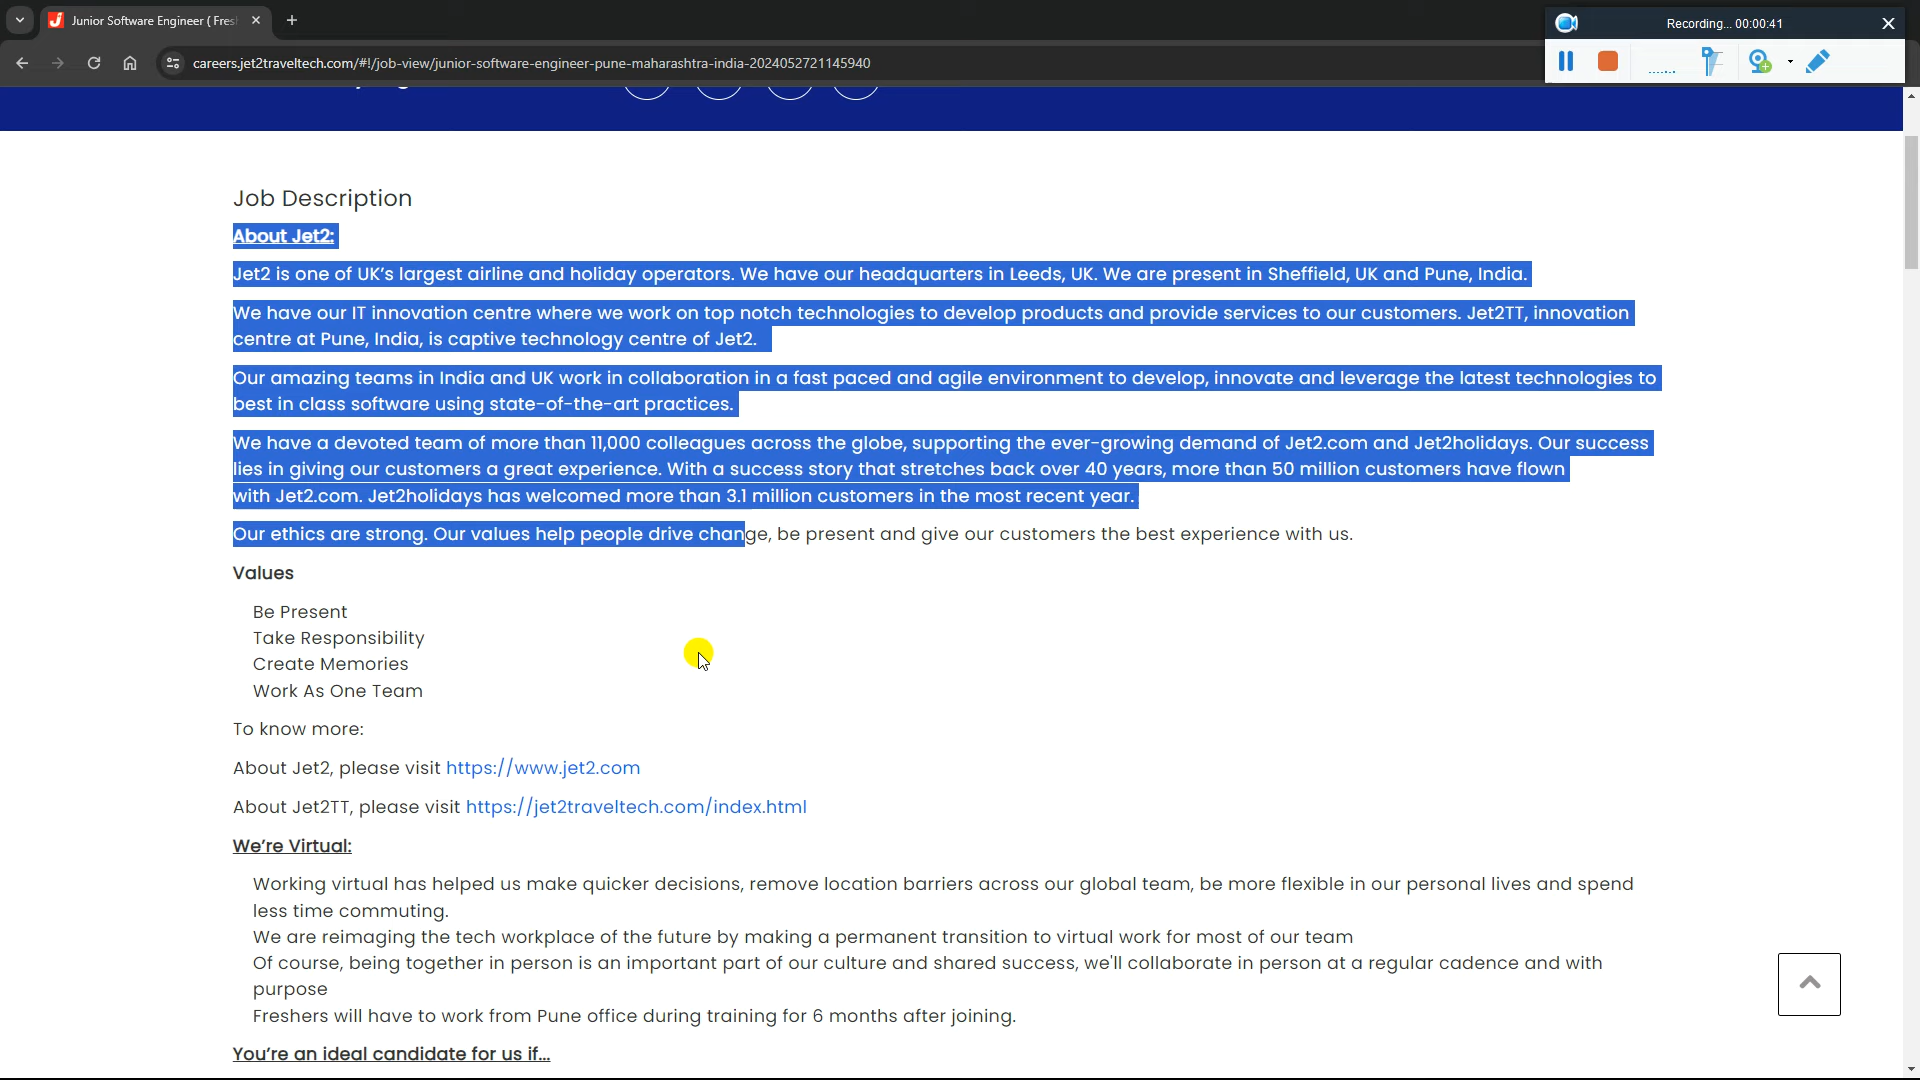 Junior Software Engineer ( Fres
Recording... 00:00:41
careers.jet2traveltech.com/#!/job-view/junior-software-engineer-pune-maharashtra-india-2024052721145940
Job Description
About Jet2:
Jet2 is one of UK’s largest airline and holiday operators. We have our headquarters in Leeds, UK. We are present in Sheffield, UK and Pune, India.
We have our IT innovation centre where we work on top notch technologies to develop products and provide services to our customers. Jet2TT, innovation
centre at Pune, India, is captive technology centre of Jet2.
Our amazing teams in India and UK work in collaboration in a fast paced and agile environment to develop, innovate and leverage the latest technologies to
best in class software using state-of-the-art practices.
We have a devoted team of more than 11,000 colleagues across the globe, supporting the ever-growing demand of Jet2.com and Jet2holidays. Our success
lies in giving our customers a great experience. With a success story that stretches back over 40 years, more than 50 million customers have flown
with Jet2.com. Jet2holidays has welcomed more than 3.1 million customers in the most recent year.
Our ethics are strong. Our values help people drive change, be present and give our customers the best experience with us.
Values
Be Present
Take Responsibility
Create Memories
Work As One Team
To know more:
About Jet2, please visit https://www.jet2.com
About Jet2TT, please visit https://jet2traveltech.com/index.html
We’re Virtual:
Working virtual has helped us make quicker decisions, remove location barriers across our global team, be more flexible in our personal lives and spend
less time commuting.
We are reimaging the tech workplace of the future by making a permanent transition to virtual work for most of our team
Of course, being together in person is an important part of our culture and shared success, we'll collaborate in person at a regular cadence and with
purpose
Freshers will have to work from Pune office during training for 6 months after joining.
You’re an ideal candidate for us if...